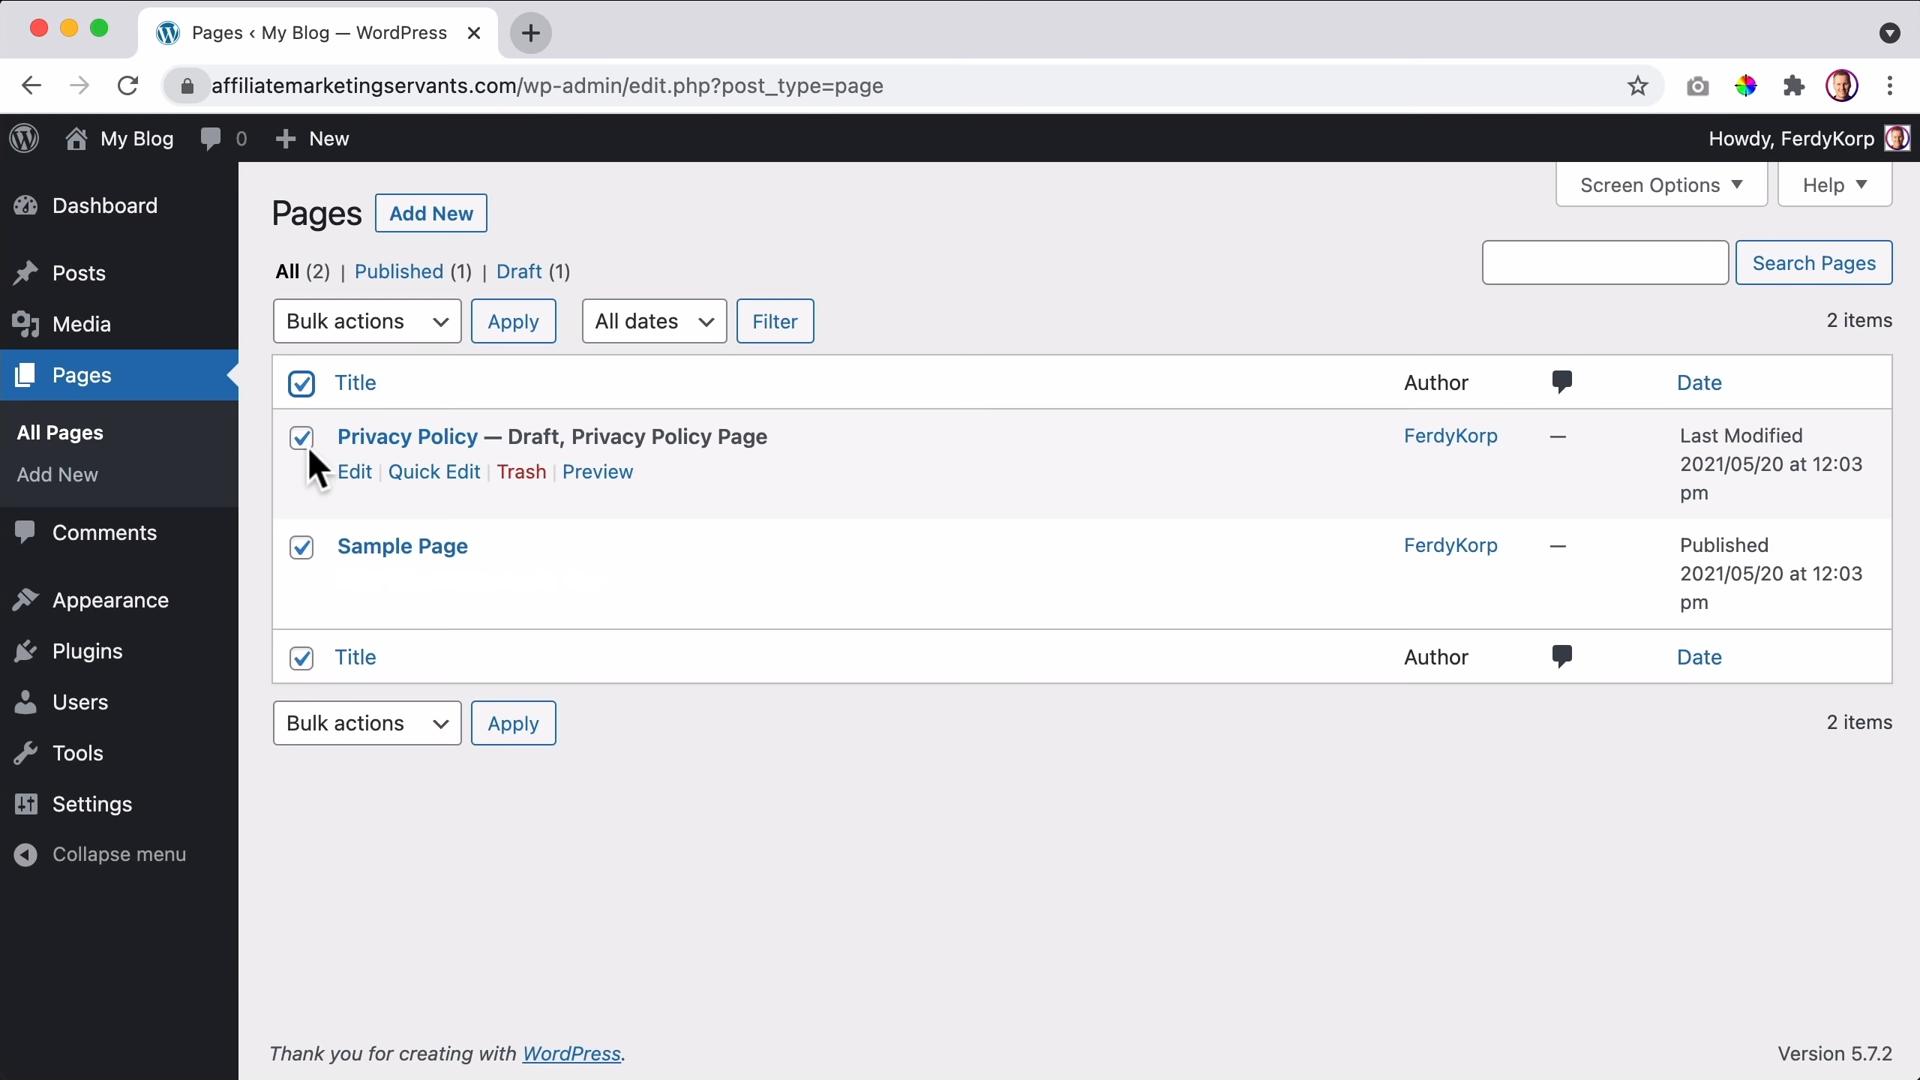 Pages ‹ My Blog — WordPress
affiliatemarketingservants.com/wp-admin/edit.php?post_type=page
My Blog 0 New
Howdy, FerdyKorp
Dashboard
Posts
Media
Pages
All Pages
Add New
Comments
Appearance
Plugins
Users
Tools
Settings
Collapse menu
Screen Options Help
Pages Add New
All (2) | Published (1) | Draft (1)
Search Pages
Bulk actions Apply All dates Filter
2 items
Title Author Date
Privacy Policy — Draft, Privacy Policy Page
Edit | Quick Edit | Trash | Preview
FerdyKorp
—
Last Modified
2021/05/20 at 12:03
pm
Sample Page
FerdyKorp
—
Published
2021/05/20 at 12:03
pm
Title Author Date
Bulk actions Apply
2 items
Thank you for creating with WordPress.
Version 5.7.2